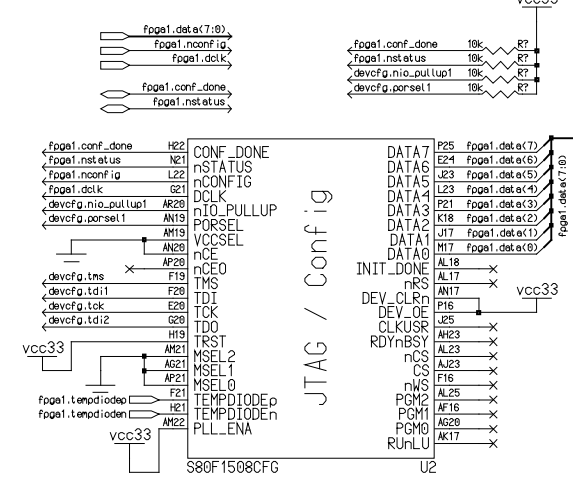 vcc33
fpga1.data(7:0)
fpga1.nconfig
fpga1.dclk
fpga1.conf_done
fpga1.nstatus
fpga1.conf_done 10k R?
fpga1.nstatus 10k R?
devcfg.nio_pullup1 10k R?
devcfg.porsel1 10k R?
fpga1.conf_done H22 CONF_DONE
fpga1.nstatus N21 nSTATUS
fpga1.nconfig L22 nCONFIG
fpga1.dclk G21 DCLK
devcfg.nio_pullup1 AR20 nIO_PULLUP
devcfg.porsel1 AN19 PORSEL
AM19 VCCSEL
AN20 nCE
AP20 nCEO
devcfg.tms F19 TMS
devcfg.tdi1 F20 TDI
devcfg.tck E20 TCK
devcfg.tdi2 G20 TDO
H19 TRST
vcc33
AM21 MSEL2
AG21 MSEL1
AP21 MSEL0
fpga1.tempdiodep F21 TEMPDIODEp
fpga1.tempdioden H21 TEMPDIODEn
vcc33
AM22 PLL_ENA
JTAG / Config
DATA7 P25 fpga1.data(7)
DATA6 E24 fpga1.data(6)
DATA5 J23 fpga1.data(5)
DATA4 L23 fpga1.data(4)
DATA3 P21 fpga1.data(3)
DATA2 K18 fpga1.data(2)
DATA1 J17 fpga1.data(1)
DATA0 M17 fpga1.data(0)
fpga1.data(7:0)
INIT_DONE AL18
nRS AL17
DEV_CLRn AN17
vcc33
DEV_OE P16
CLKUSR J25
RDYnBSY AH23
nCS AL23
CS AJ23
nWS F16
PGM2 AL25
PGM1 AF16
PGM0 AG20
RUnLU AK17
S80F1508CFG U2